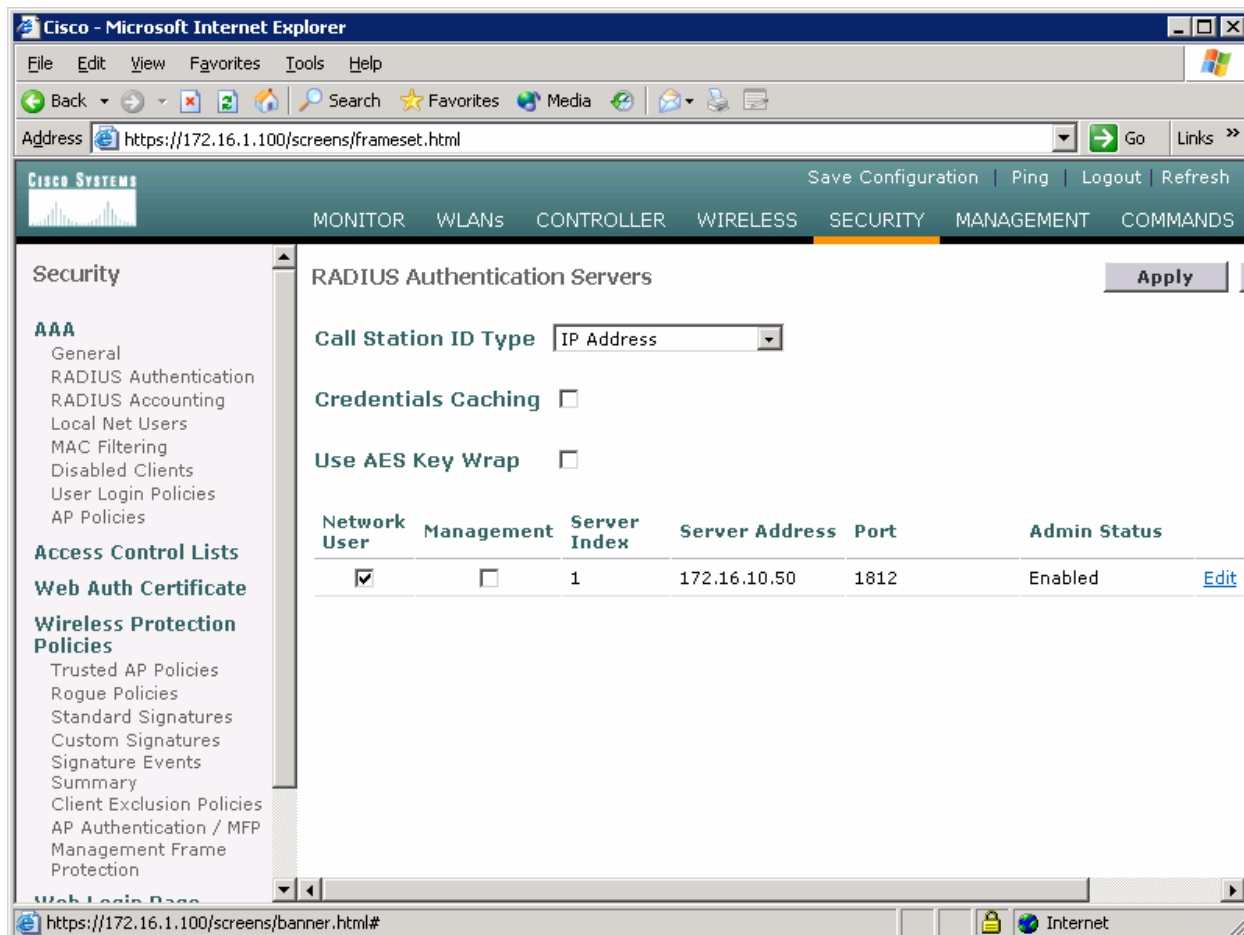 Cisco - Microsoft Internet Explorer
File Edit View Favorites Tools Help
Back Search Favorites Media
Address https://172.16.1.100/screens/frameset.html Go Links »
CISCO SYSTEMS
Save Configuration | Ping | Logout | Refresh
MONITOR WLANs CONTROLLER WIRELESS SECURITY MANAGEMENT COMMANDS
Security
AAA
General
RADIUS Authentication
RADIUS Accounting
Local Net Users
MAC Filtering
Disabled Clients
User Login Policies
AP Policies
Access Control Lists
Web Auth Certificate
Wireless Protection
Policies
Trusted AP Policies
Rogue Policies
Standard Signatures
Custom Signatures
Signature Events
Summary
Client Exclusion Policies
AP Authentication / MFP
Management Frame
Protection
Web Login Page
RADIUS Authentication Servers
Apply
Call Station ID Type IP Address
Credentials Caching
Use AES Key Wrap
Network User Management Server Index Server Address Port Admin Status
1 172.16.10.50 1812 Enabled Edit
https://172.16.1.100/screens/banner.html# Internet